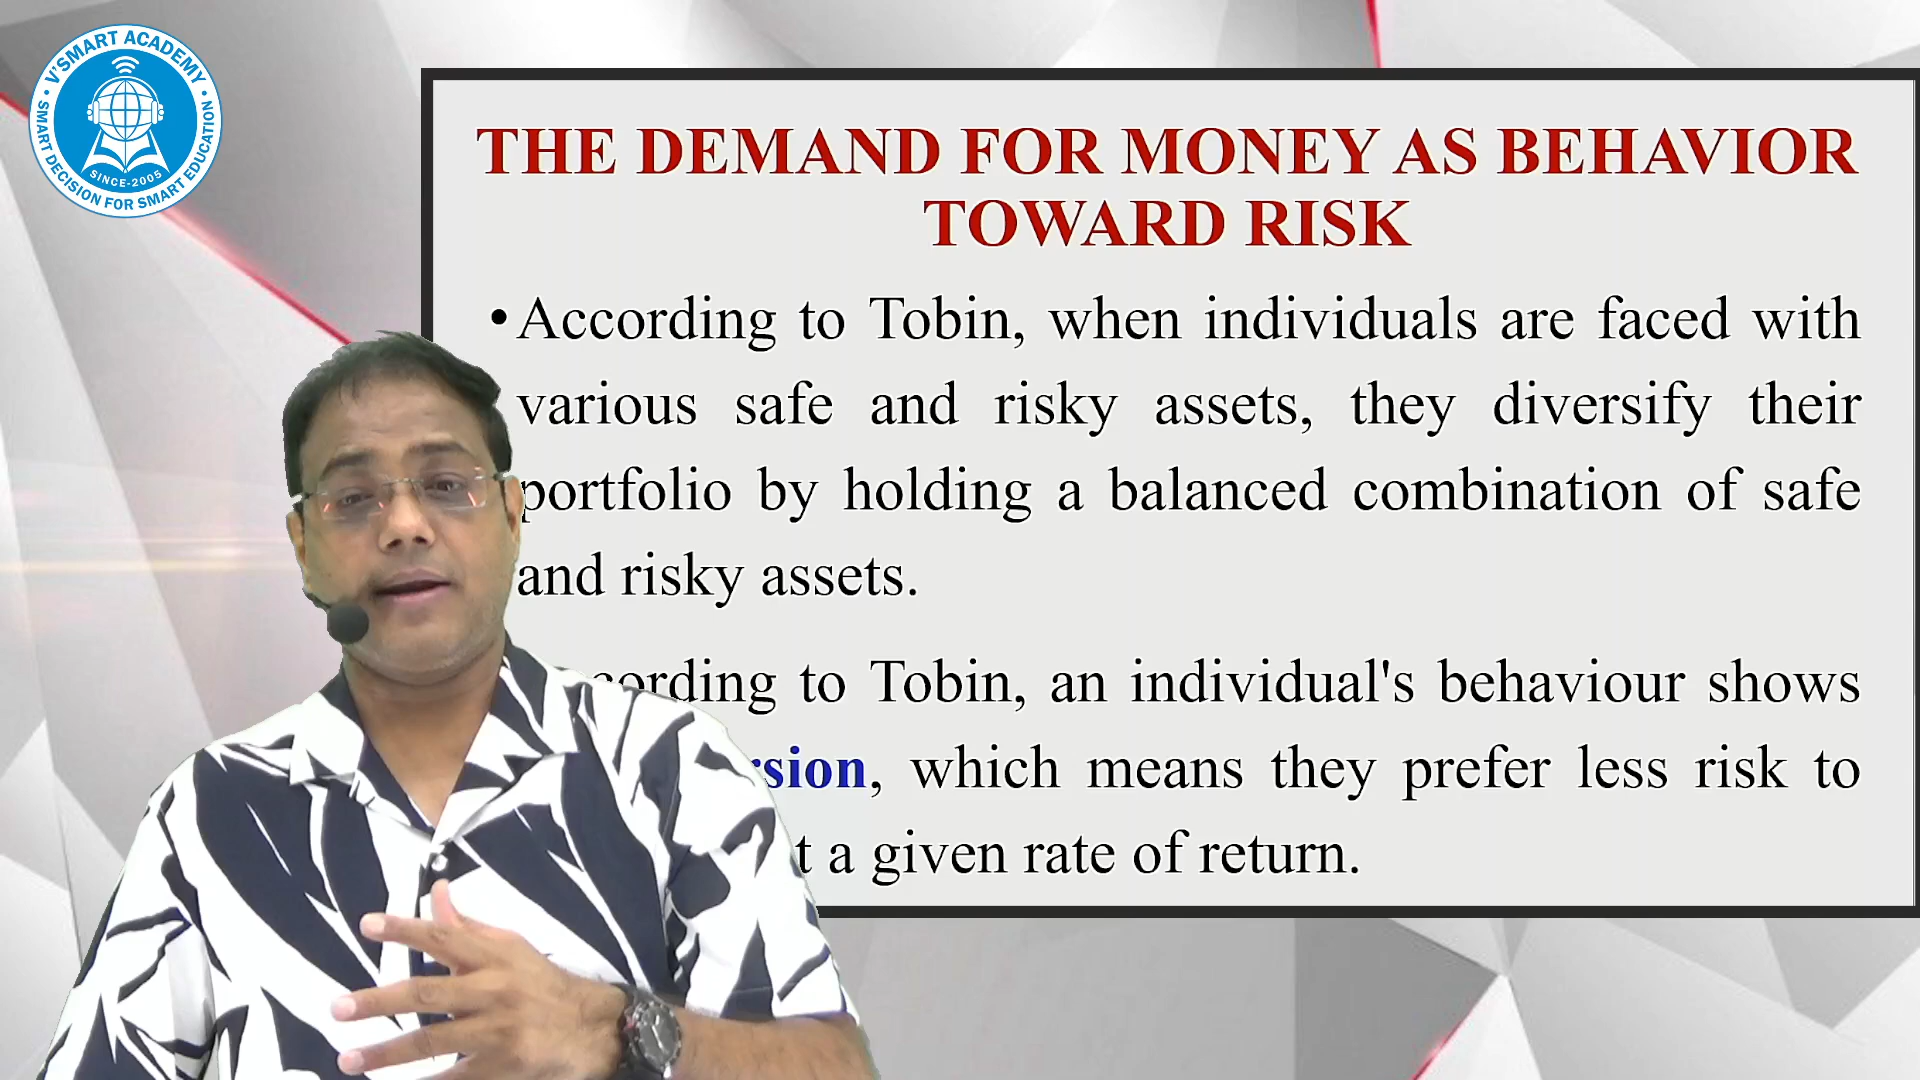 V'SMART ACADEMY
SINCE-2005
SMART DECISION FOR SMART EDUCATION
THE DEMAND FOR MONEY AS BEHAVIOR
TOWARD RISK
• According to Tobin, when individuals are faced with
various safe and risky assets, they diversify their
portfolio by holding a balanced combination of safe
and risky assets.
to Tobin, an individual's behaviour shows
, which means they prefer less risk to
a given rate of return.